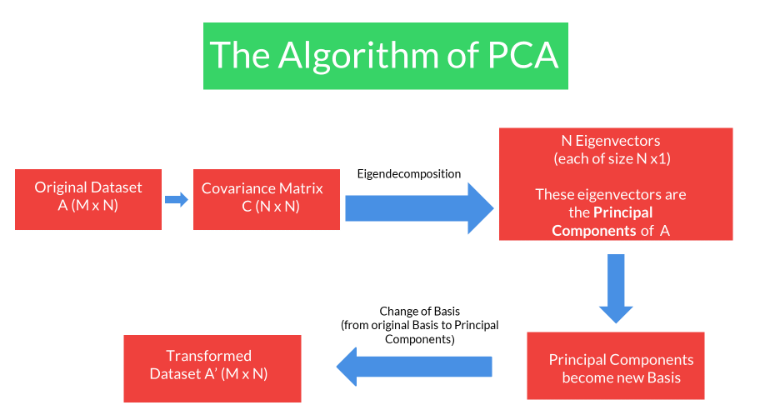 The Algorithm of PCA
Original Dataset
A (M x N)
Covariance Matrix
C (N x N)
Eigendecomposition
N Eigenvectors
(each of size N x1)
These eigenvectors are
the Principal
Components of A
Principal Components
become new Basis
Change of Basis
(from original Basis to Principal
Components)
Transformed
Dataset A’ (M x N)